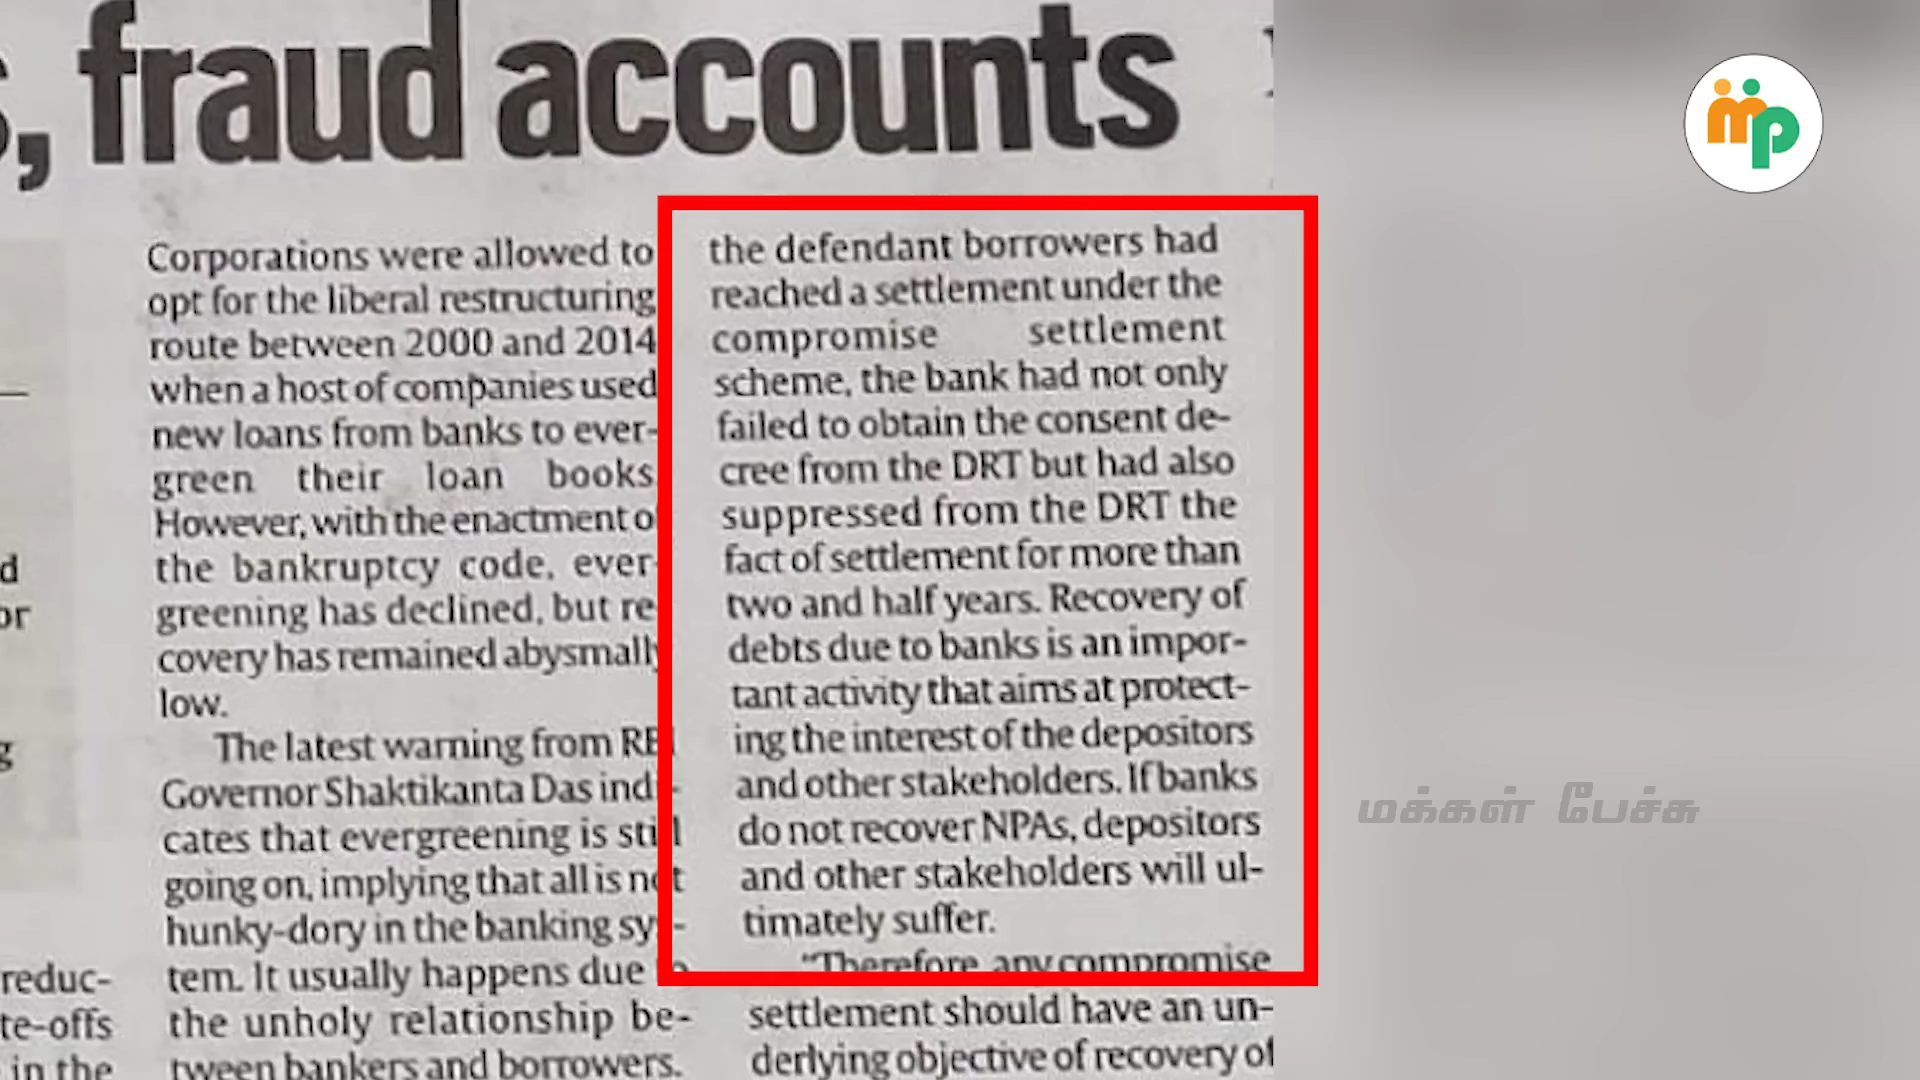 , fraud accounts
Corporations were allowed to
opt for the liberal restructuring
route between 2000 and 2014
when a host of companies used
new loans from banks to ever-
green their loan books.
However, with the enactment o
the bankruptcy code, ever-
greening has declined, but re-
covery has remained abysmally
low.
The latest warning from RBI
Governor Shaktikanta Das indi-
cates that evergreening is still
going on, implying that all is not
hunky-dory in the banking sys-
tem. It usually happens due to
the unholy relationship be-
tween bankers and borrowers.
the defendant borrowers had
reached a settlement under the
compromise settlement
scheme, the bank had not only
failed to obtain the consent de-
cree from the DRT but had also
suppressed from the DRT the
fact of settlement for more than
two and half years. Recovery of
debts due to banks is an impor-
tant activity that aims at protect-
ing the interest of the depositors
and other stakeholders. If banks
do not recover NPAs, depositors
and other stakeholders will ul-
timately suffer.
"Therefore, any compromise
settlement should have an un-
derlying objective of recovery of
reduc-
te-offs
in the
mp
மக்கள் பேச்சு